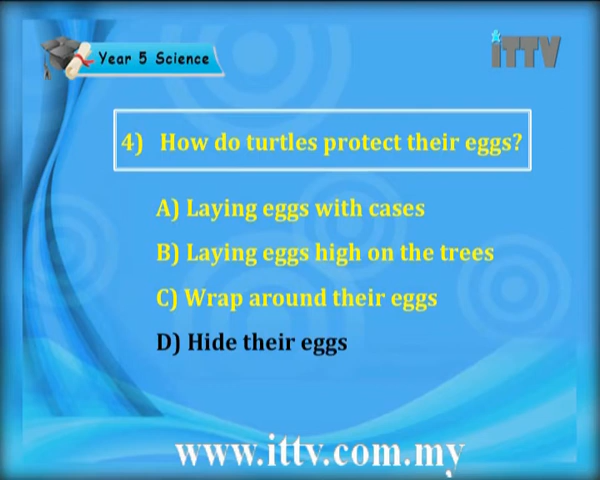 Year 5 Science
iTTV
4) How do turtles protect their eggs?
A) Laying eggs with cases
B) Laying eggs high on the trees
C) Wrap around their eggs
D) Hide their eggs
www.ittv.com.my